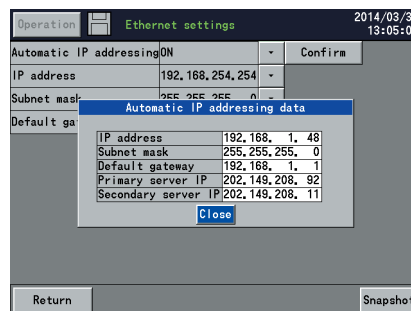 Operation Ethernet settings 2014/03/3
13:05:0
Automatic IP addressing ON Confirm
IP address 192.168.254.254
Subnet mask 255.255.255. 0
Default ga
Automatic IP addressing data
IP address 192.168. 1. 48
Subnet mask 255.255.255. 0
Default gateway 192.168. 1. 1
Primary server IP 202.149.208. 92
Secondary server IP 202.149.208. 11
Close
Return Snapshot